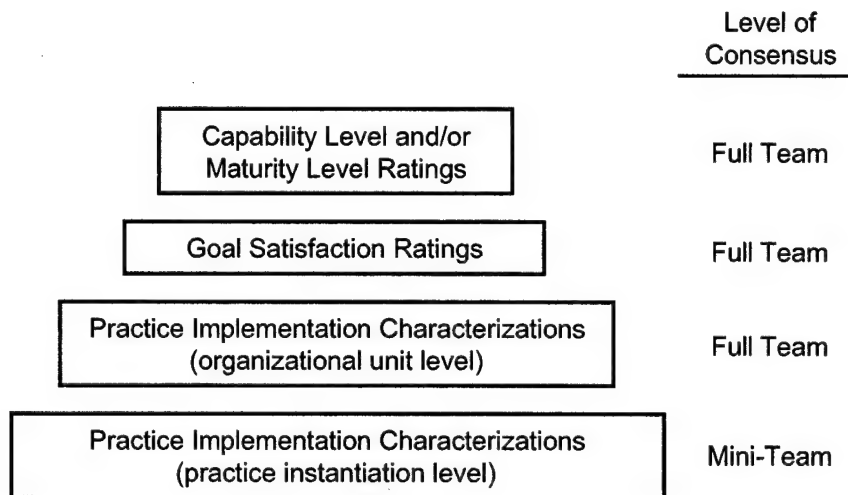 Level of
Consensus
Capability Level and/or
Maturity Level Ratings
Full Team
Goal Satisfaction Ratings
Full Team
Practice Implementation Characterizations
(organizational unit level)
Full Team
Practice Implementation Characterizations
(practice instantiation level)
Mini-Team